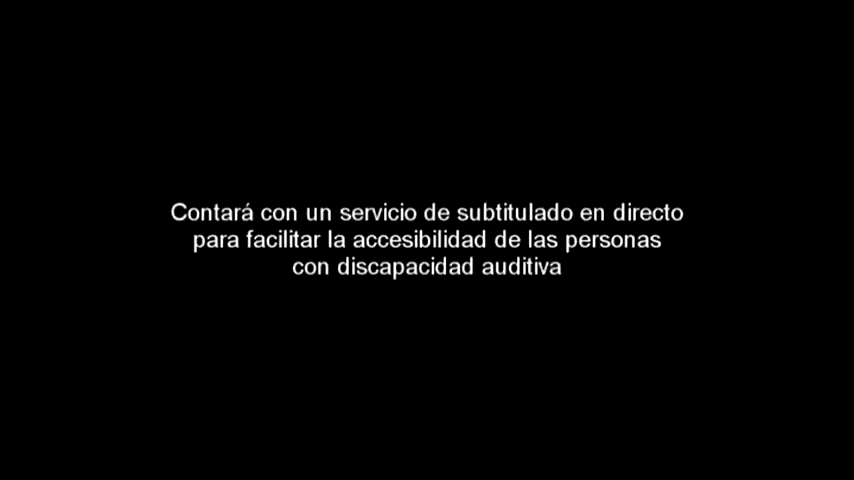 Contará con un servicio de subtitulado en directo
para facilitar la accesibilidad de las personas
con discapacidad auditiva